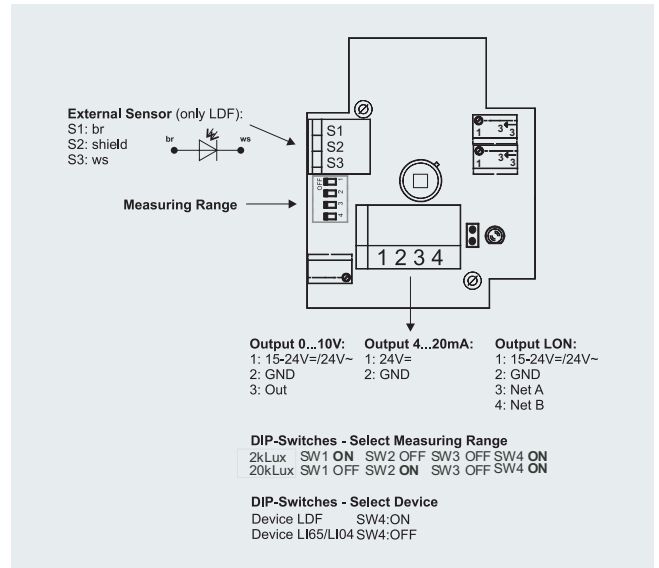 External Sensor (only LDF):
S1: br
S2: shield
S3: ws
br
ws
S1
S2
S3
OFF
1
2
3
4
Measuring Range
1 3 3
1 3 3
1 2 3 4
Output 0...10V:
1: 15-24V=/24V~
2: GND
3: Out
Output 4...20mA:
1: 24V=
2: GND
Output LON:
1: 15-24V=/24V~
2: GND
3: Net A
4: Net B
DIP-Switches - Select Measuring Range
2kLux SW1 ON SW2 OFF SW3 OFF SW4 ON
20kLux SW1 OFF SW2 ON SW3 OFF SW4 ON
DIP-Switches - Select Device
Device LDF SW4:ON
Device LI65/LI04 SW4:OFF